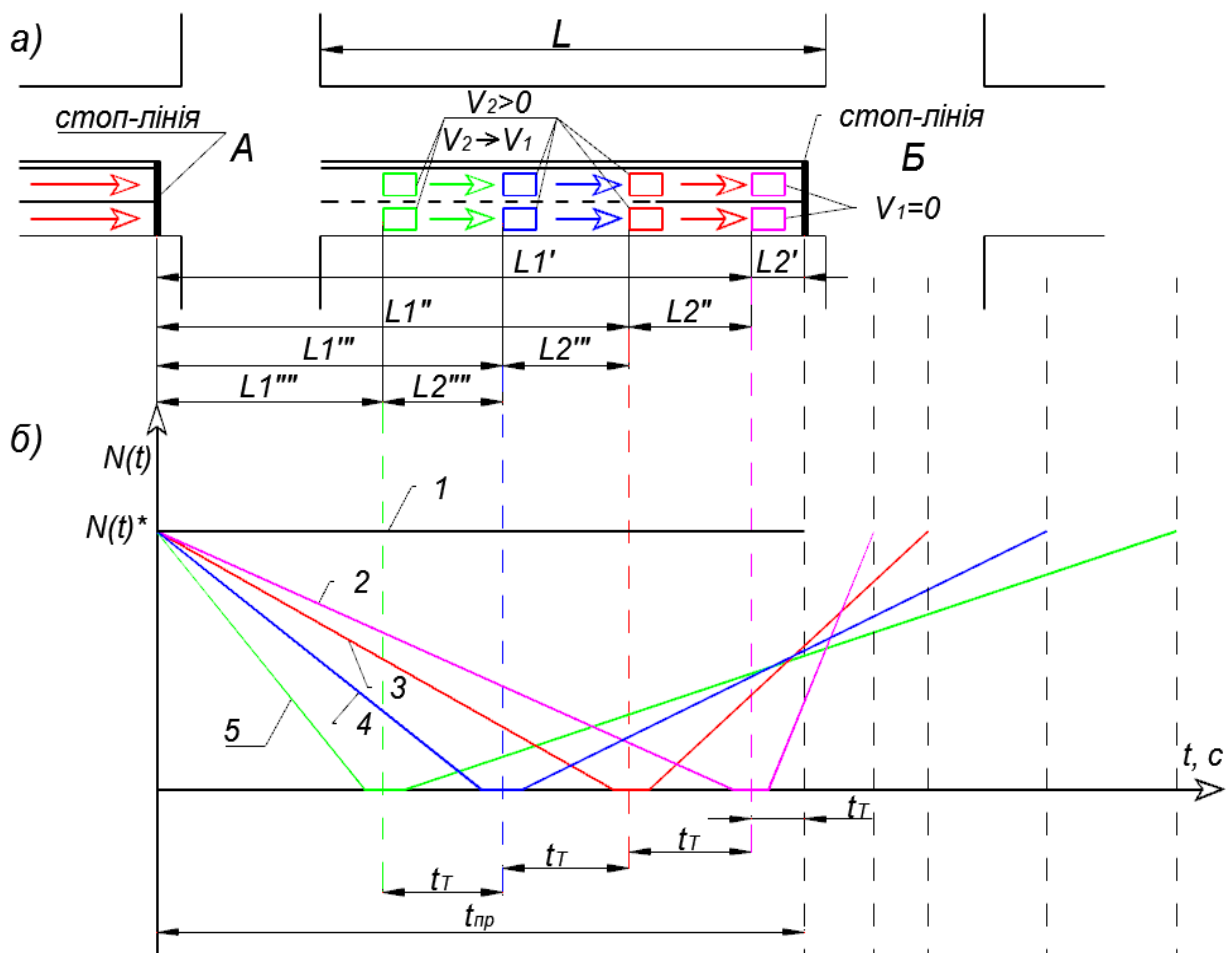 а)
L
стоп-лінія
A
V2>0
V2→V1
стоп-лінія
Б
V1=0
L1' L2'
L1" L2"
L1''' L2'''
L1"" L2""
б)
N(t)
N(t)*
1
2
3
4
5
t, c
tT
tT
tT
tT
tпр